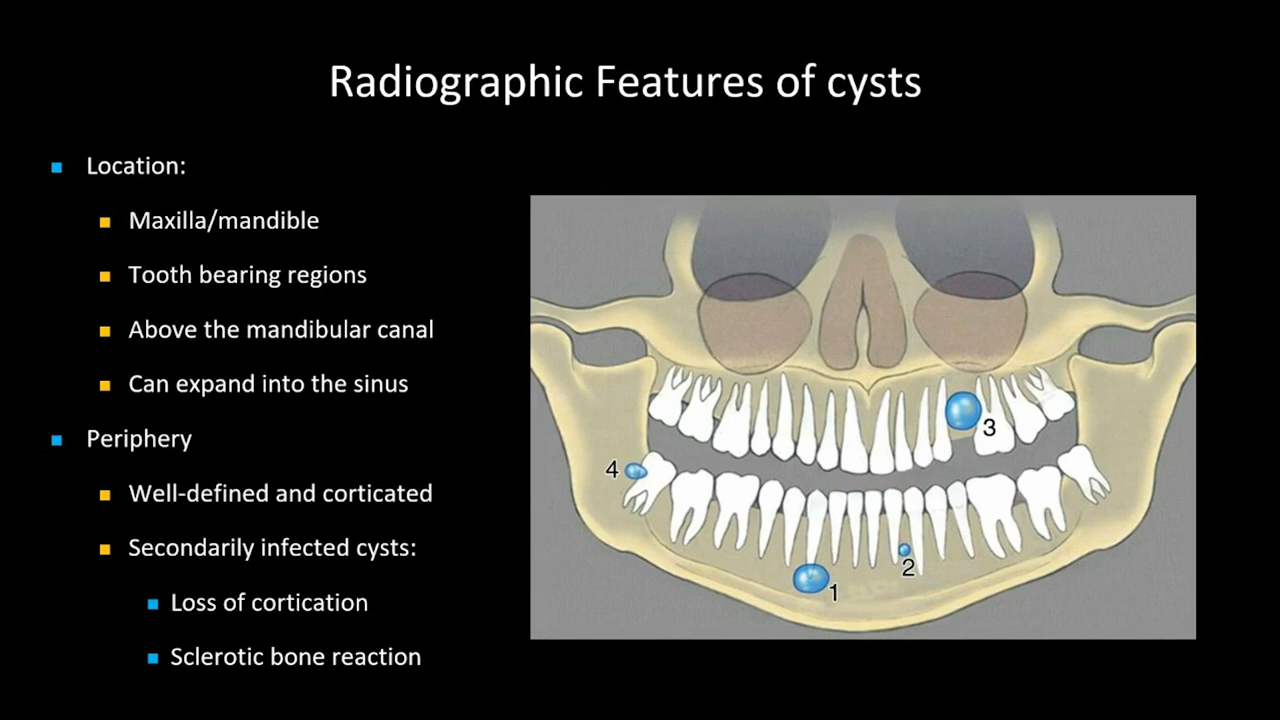 Radiographic Features of cysts
Location:
Maxilla/mandible
Tooth bearing regions
Above the mandibular canal
Can expand into the sinus
Periphery
Well-defined and corticated
Secondarily infected cysts:
Loss of cortication
Sclerotic bone reaction
3
4
2
1